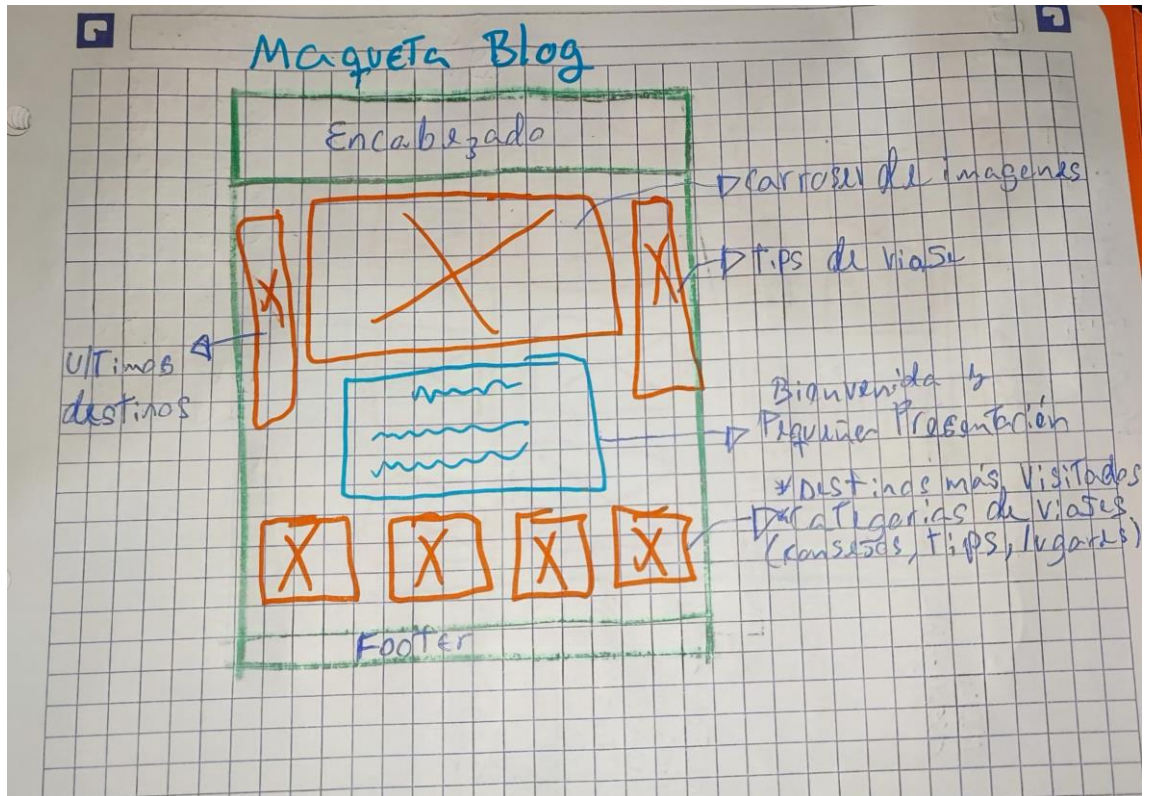 Maqueta Blog
Encabezado
Carrosel de imagenes
tips de viaje
Ultimos
destinos
Bienvenida y
Pequeña Presentación
*Destinos más Visitados
*Categorias de viajes
(consejos, tips, lugares)
Footer